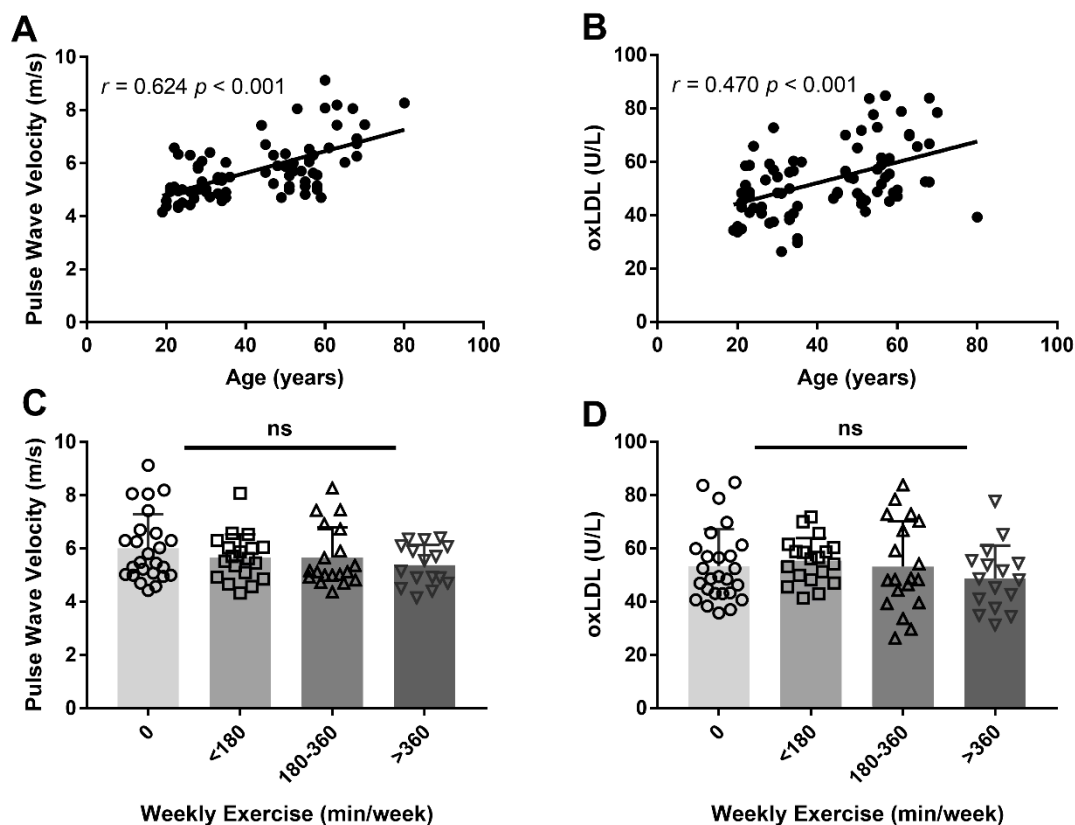 A
Pulse Wave Velocity (m/s)
10
8
6
4
2
0
r = 0.624 p < 0.001
0
20
40
60
80
100
Age (years)
B
oxLDL (U/L)
100
80
60
40
20
0
r = 0.470 p < 0.001
0
20
40
60
80
100
Age (years)
C
Pulse Wave Velocity (m/s)
10
8
6
4
2
0
ns
0
<180
180-360
>360
Weekly Exercise (min/week)
D
oxLDL (U/L)
100
80
60
40
20
0
ns
0
<180
180-360
>360
Weekly Exercise (min/week)